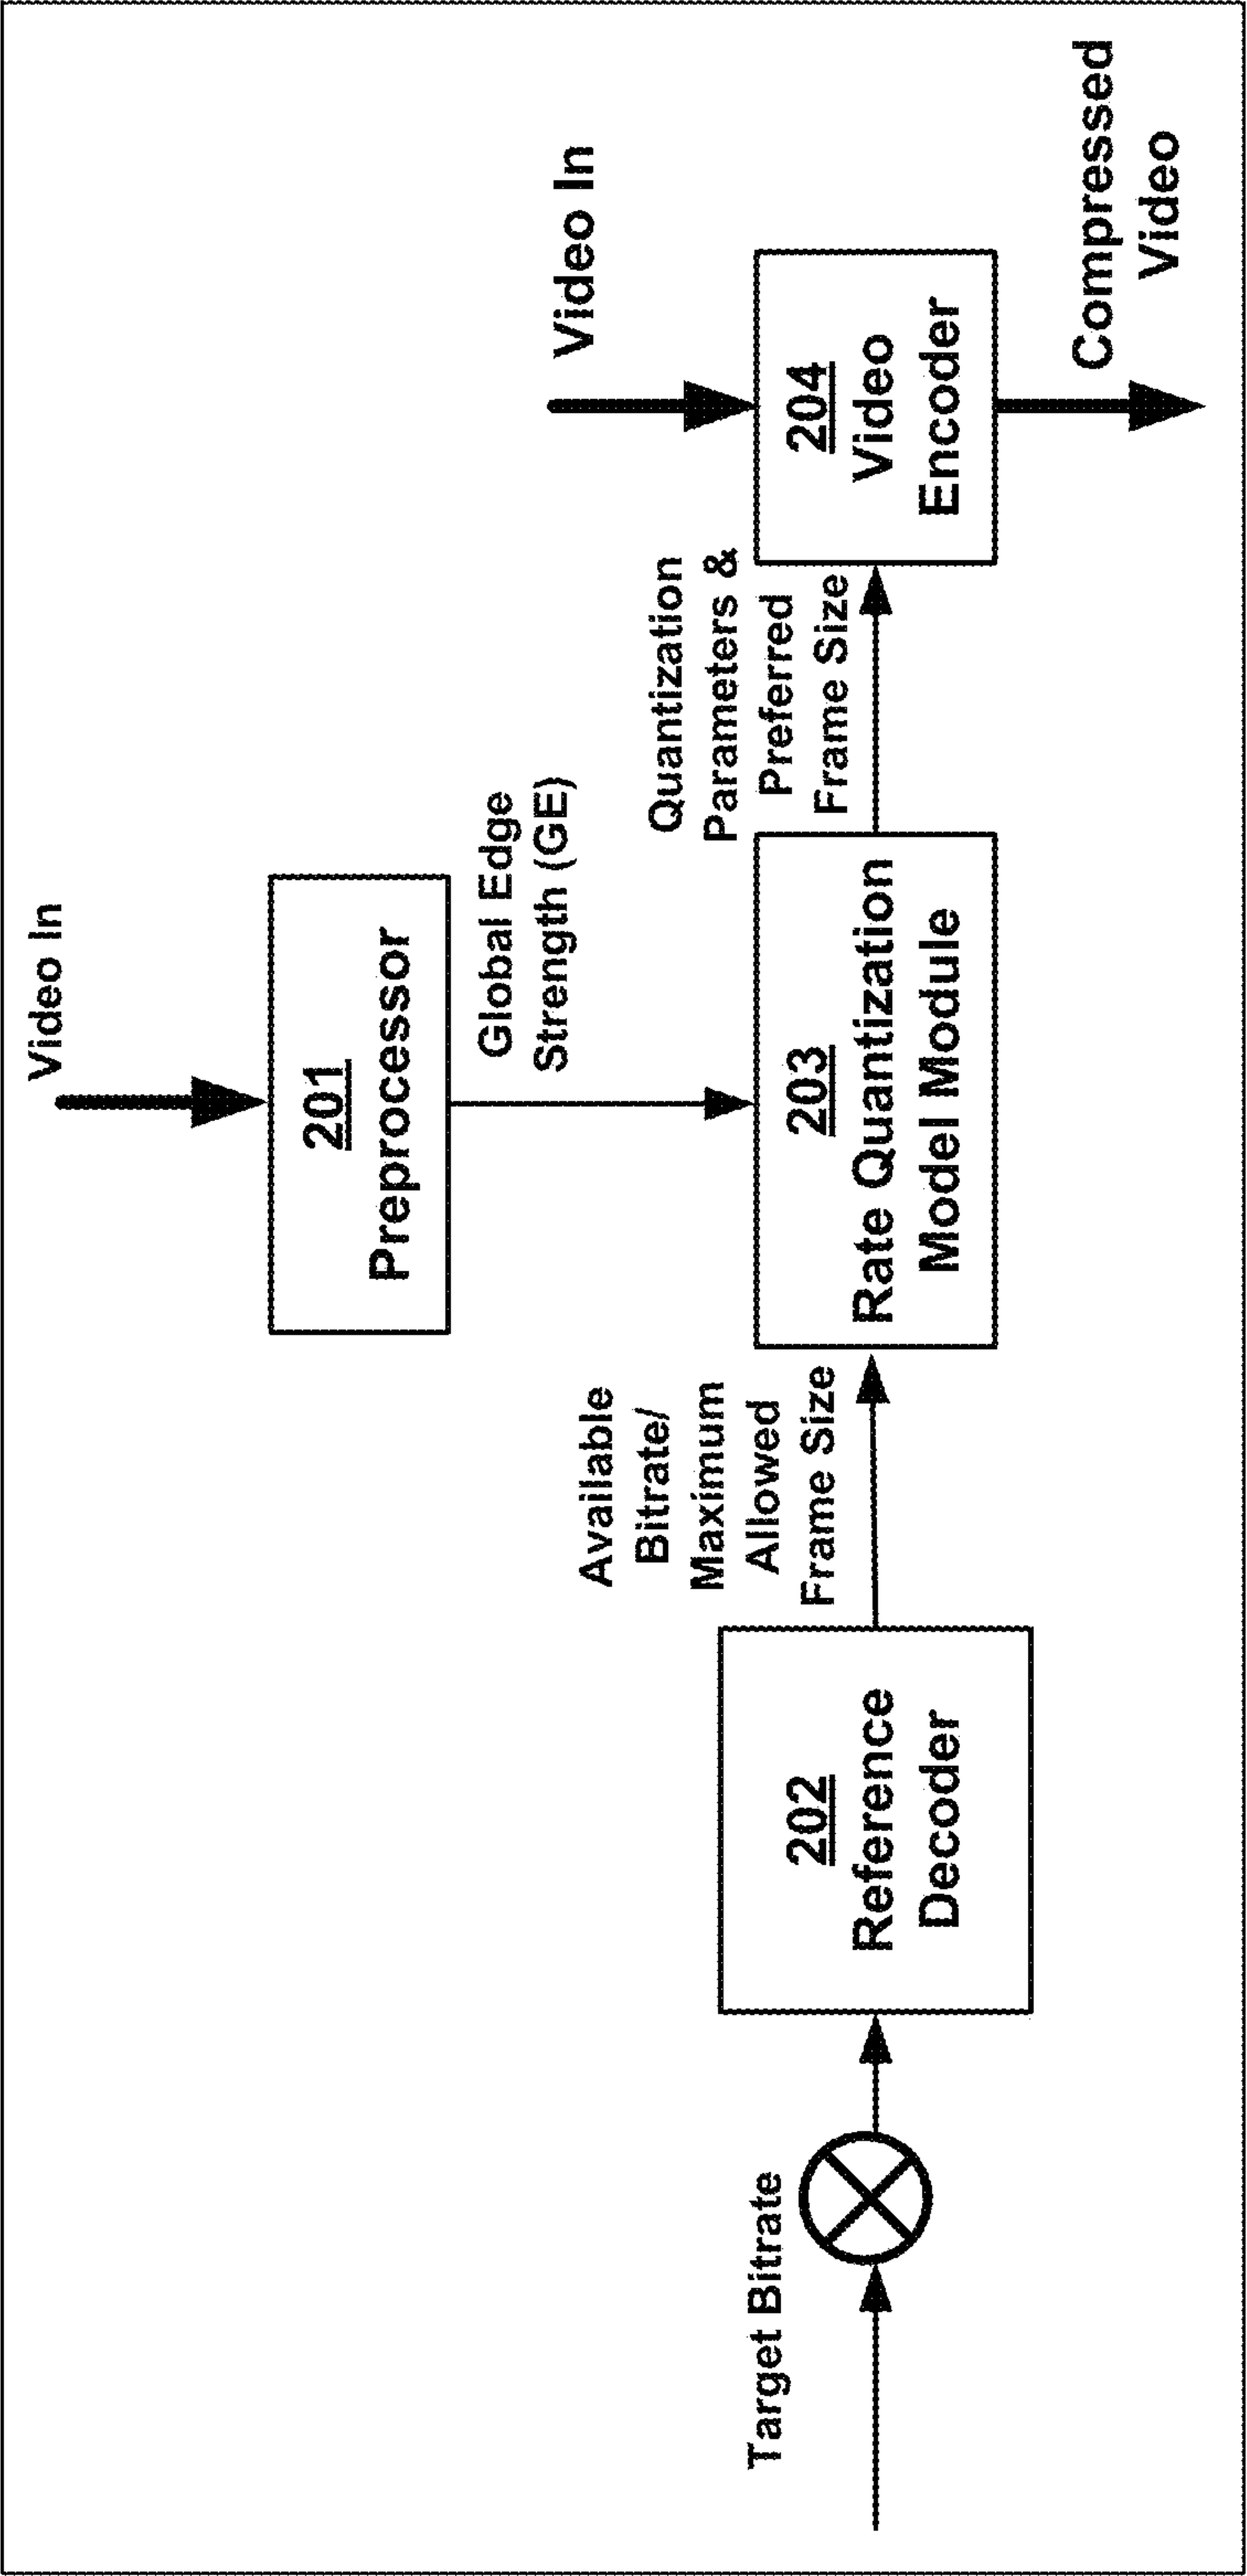 Video In
201
Preprocessor
Global Edge
Strength (GE)
Video In
Target Bitrate
202
Reference
Decoder
Available
Bitrate/
Maximum
Allowed
Frame Size
203
Rate Quantization
Model Module
Quantization
Parameters &
Preferred
Frame Size
204
Video
Encoder
Compressed
Video